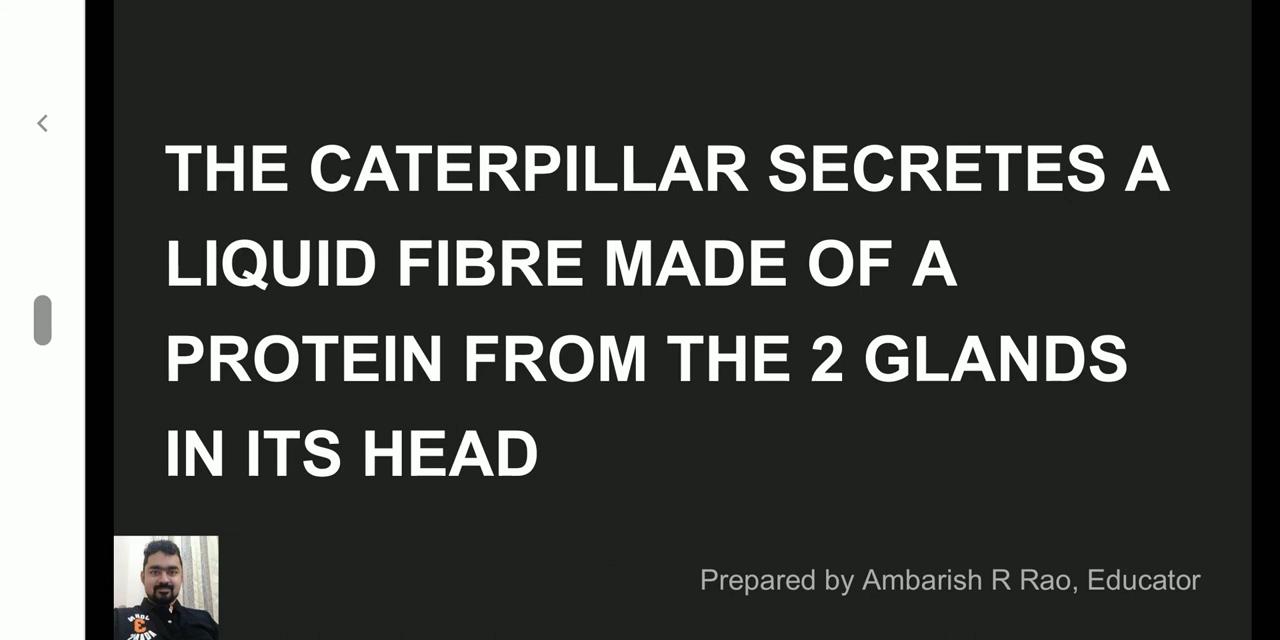 THE CATERPILLAR SECRETES A
LIQUID FIBRE MADE OF A
PROTEIN FROM THE 2 GLANDS
IN ITS HEAD
Prepared by Ambarish R Rao, Educator